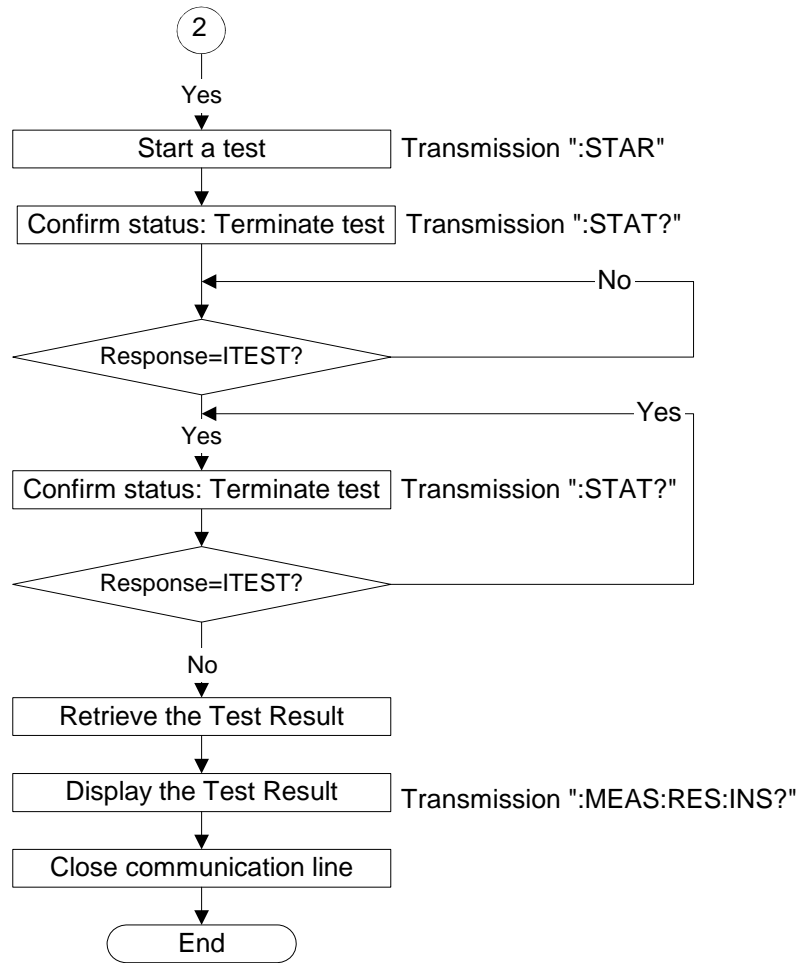 2
Yes
Start a test Transmission ":STAR"
Confirm status: Terminate test Transmission ":STAT?"
No
Response=ITEST?
Yes
Yes
Confirm status: Terminate test Transmission ":STAT?"
Response=ITEST?
No
Retrieve the Test Result
Display the Test Result Transmission ":MEAS:RES:INS?"
Close communication line
End